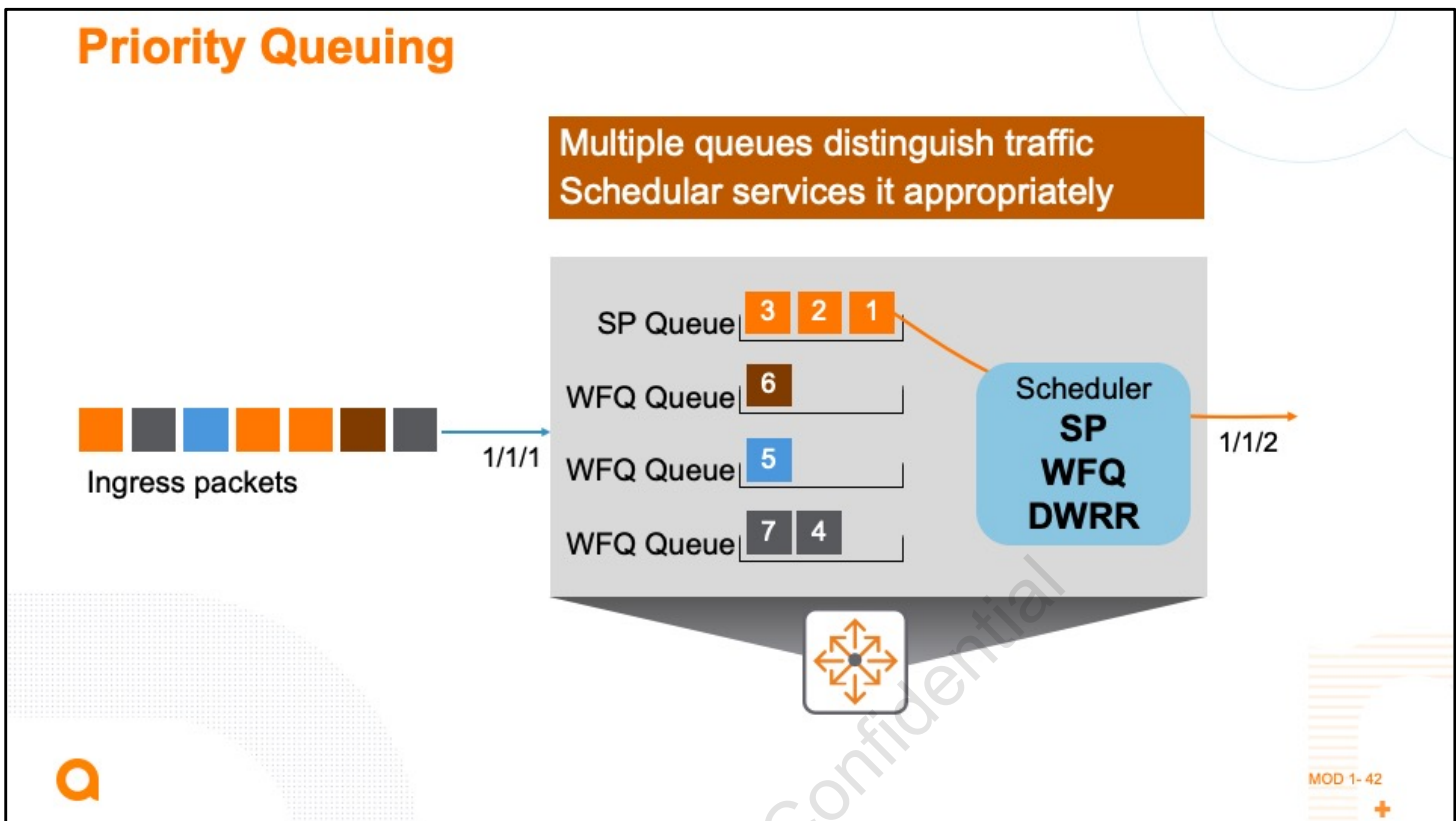 Priority Queuing
Multiple queues distinguish traffic
Schedular services it appropriately
SP Queue 3 2 1
WFQ Queue 6
WFQ Queue 5
WFQ Queue 7 4
Scheduler
SP
WFQ
DWRR
Ingress packets
1/1/1
1/1/2
Confidential
MOD 1- 42